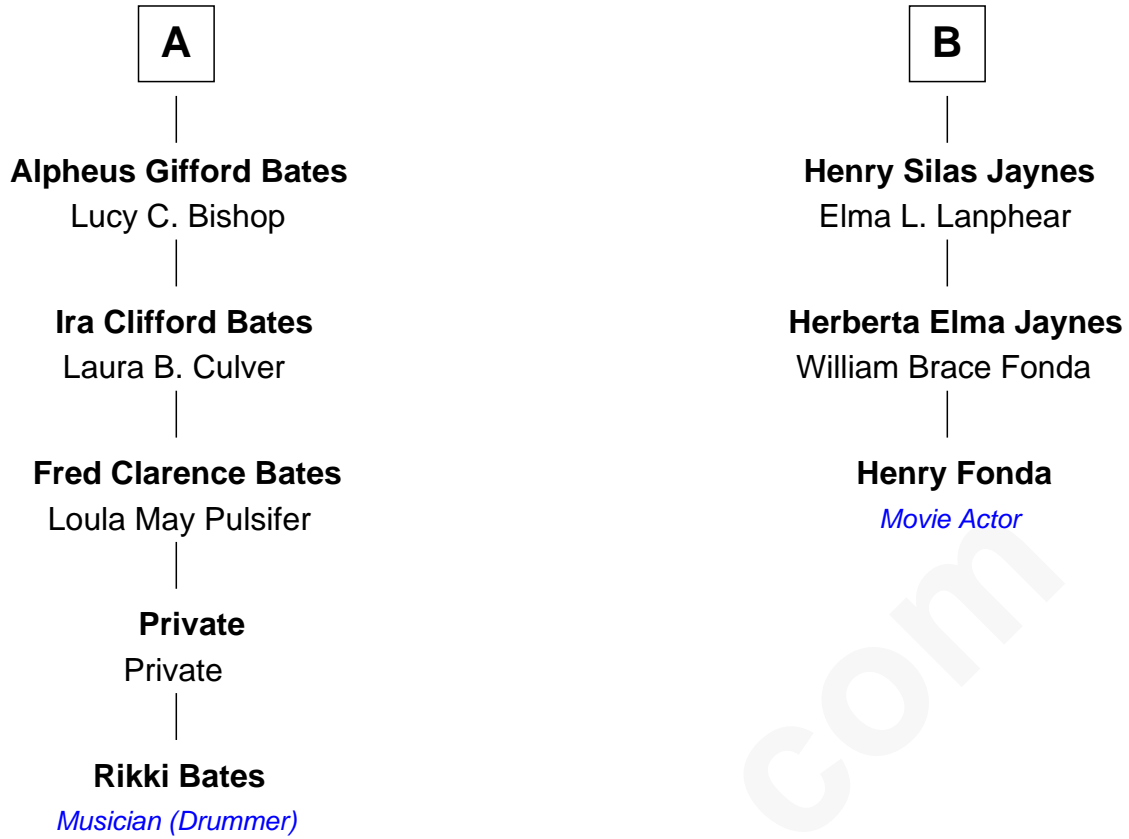 A
Alpheus Gifford Bates
Lucy C. Bishop
Ira Clifford Bates
Laura B. Culver
Fred Clarence Bates
Loula May Pulsifer
Private
Private
Rikki Bates
Musician (Drummer)
B
Henry Silas Jaynes
Elma L. Lanphear
Herberta Elma Jaynes
William Brace Fonda
Henry Fonda
Movie Actor
com